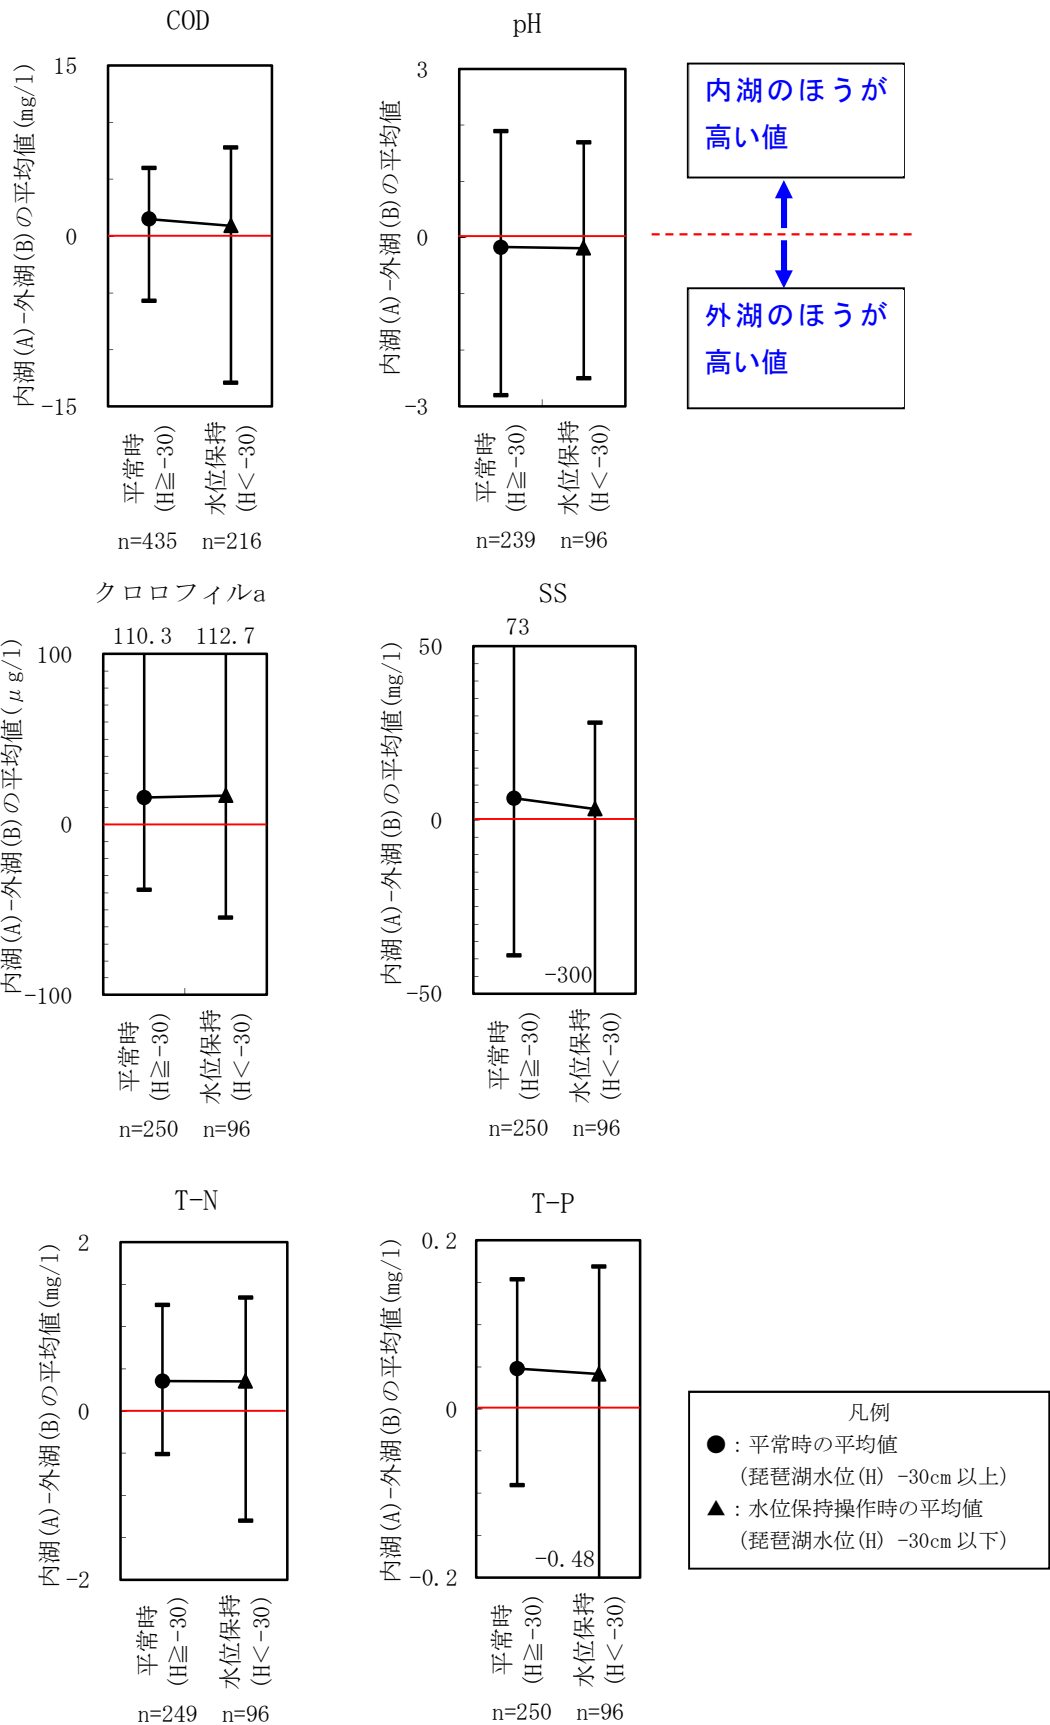 COD
内湖(A)-外湖(B)の平均値(mg/l)
15
0
-15
平常時
(H≧-30)
水位保持
(H<-30)
n=435
n=216
pH
内湖(A)-外湖(B)の平均値
3
0
-3
平常時
(H≧-30)
水位保持
(H<-30)
n=239
n=96
内湖のほうが
高い値
外湖のほうが
高い値
クロロフィルa
110.3
112.7
内湖(A)-外湖(B)の平均値(μg/l)
100
0
-100
平常時
(H≧-30)
水位保持
(H<-30)
n=250
n=96
SS
73
内湖(A)-外湖(B)の平均値(mg/l)
50
0
-50
-300
平常時
(H≧-30)
水位保持
(H<-30)
n=250
n=96
T-N
内湖(A)-外湖(B)の平均値(mg/l)
2
0
-2
平常時
(H≧-30)
水位保持
(H<-30)
n=249
n=96
T-P
内湖(A)-外湖(B)の平均値(mg/l)
0.2
0
-0.2
-0.48
平常時
(H≧-30)
水位保持
(H<-30)
n=250
n=96
凡例
●：平常時の平均値
(琵琶湖水位(H) -30cm以上)
▲：水位保持操作時の平均値
(琵琶湖水位(H) -30cm以下)